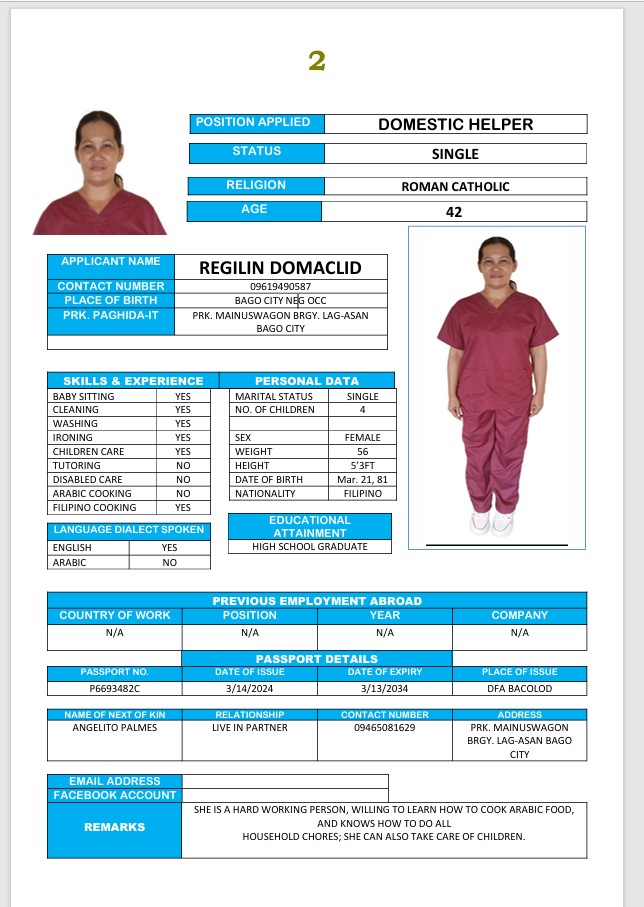 2
POSITION APPLIED DOMESTIC HELPER
STATUS SINGLE
RELIGION ROMAN CATHOLIC
AGE 42
APPLICANT NAME REGILIN DOMACLID
CONTACT NUMBER 09619490587
PLACE OF BIRTH BAGO CITY NEG OCC
PRK. PAGHIDA-IT PRK. MAINUSWAGON BRGY. LAG-ASAN
BAGO CITY
SKILLS & EXPERIENCE
BABY SITTING YES
CLEANING YES
WASHING YES
IRONING YES
CHILDREN CARE YES
TUTORING NO
DISABLED CARE NO
ARABIC COOKING NO
FILIPINO COOKING YES
LANGUAGE DIALECT SPOKEN
ENGLISH YES
ARABIC NO
PERSONAL DATA
MARITAL STATUS SINGLE
NO. OF CHILDREN 4
SEX FEMALE
WEIGHT 56
HEIGHT 5'3FT
DATE OF BIRTH Mar. 21, 81
NATIONALITY FILIPINO
EDUCATIONAL
ATTAINMENT
HIGH SCHOOL GRADUATE
PREVIOUS EMPLOYMENT ABROAD
COUNTRY OF WORK POSITION YEAR COMPANY
N/A N/A N/A N/A
PASSPORT DETAILS
PASSPORT NO. DATE OF ISSUE DATE OF EXPIRY PLACE OF ISSUE
P6693482C 3/14/2024 3/13/2034 DFA BACOLOD
NAME OF NEXT OF KIN RELATIONSHIP CONTACT NUMBER ADDRESS
ANGELITO PALMES LIVE IN PARTNER 09465081629 PRK. MAINUSWAGON
BRGY. LAG-ASAN BAGO
CITY
EMAIL ADDRESS
FACEBOOK ACCOUNT
REMARKS
SHE IS A HARD WORKING PERSON, WILLING TO LEARN HOW TO COOK ARABIC FOOD,
AND KNOWS HOW TO DO ALL
HOUSEHOLD CHORES; SHE CAN ALSO TAKE CARE OF CHILDREN.